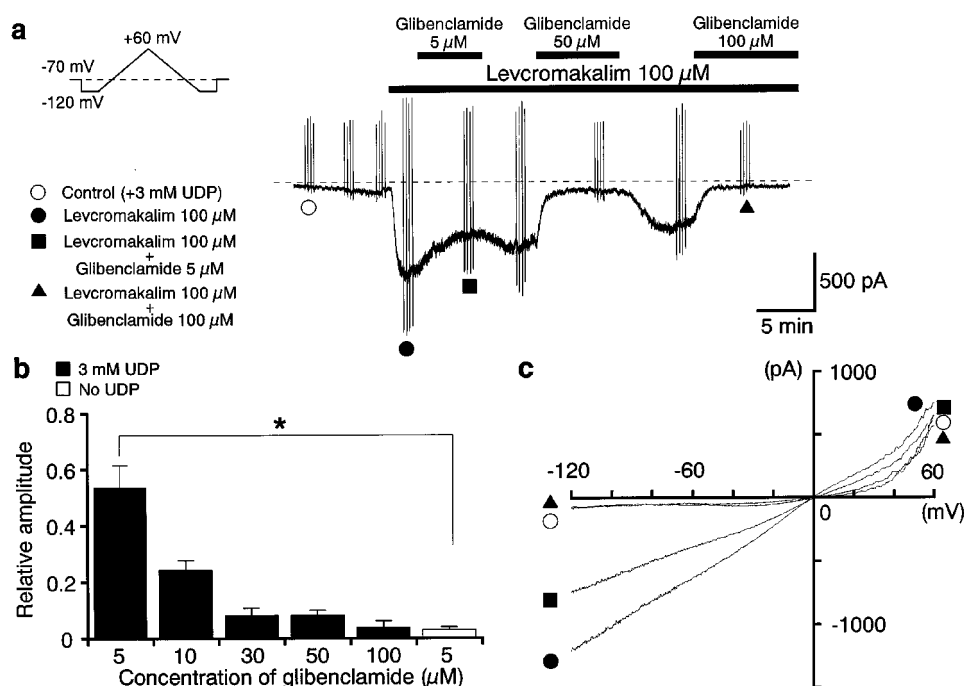 a
+60 mV
-70 mV
-120 mV
Glibenclamide
5 μM
Glibenclamide
50 μM
Glibenclamide
100 μM
Levcromakalim 100 μM
Control (+3 mM UDP)
Levcromakalim 100 μM
Levcromakalim 100 μM
+
Glibenclamide 5 μM
Levcromakalim 100 μM
+
Glibenclamide 100 μM
500 pA
5 min
b
3 mM UDP
No UDP
*
Relative amplitude
0.8
0.6
0.4
0.2
0
5 10 30 50 100 5
Concentration of glibenclamide (μM)
c
(pA)
1000
-120 -60 0 60
(mV)
-1000